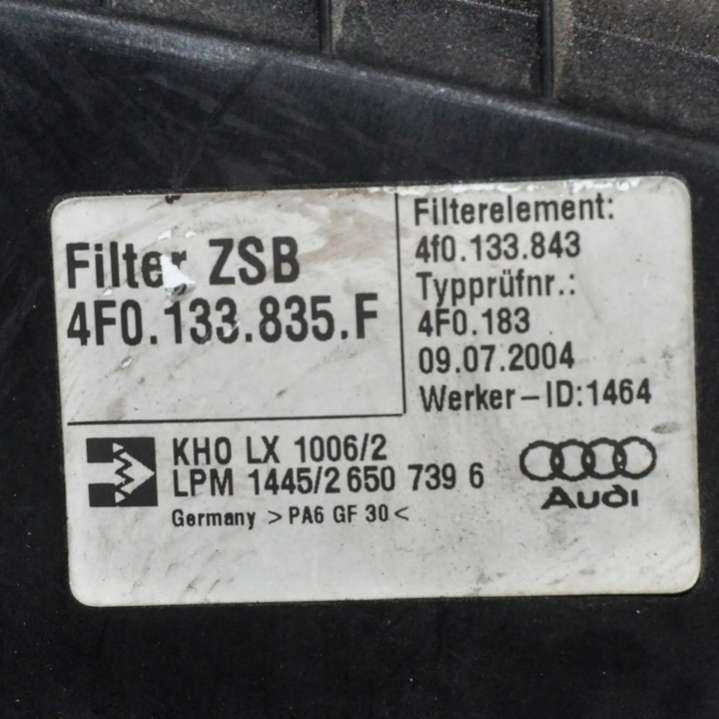 Filter ZSB
4F0.133.835.F
Filterelement:
4f0.133.843
Typprüfnr.:
4F0.183
09.07.2004
Werker-ID:1464
KHO LX 1006/2
LPM 1445/2 650 739 6
Germany >PA6 GF 30<
Audi